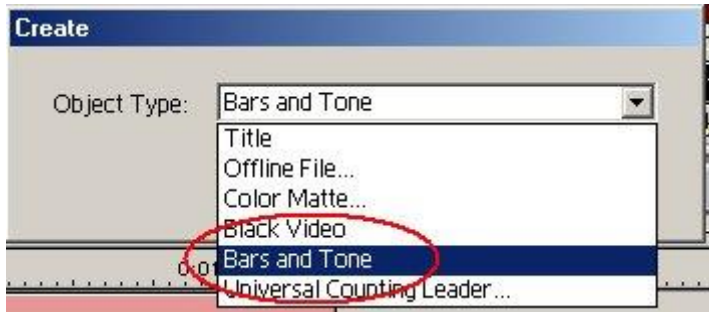 Create
Object Type: Bars and Tone
Title
Offline File...
Color Matte...
Black Video
Bars and Tone
Universal Counting Leader...